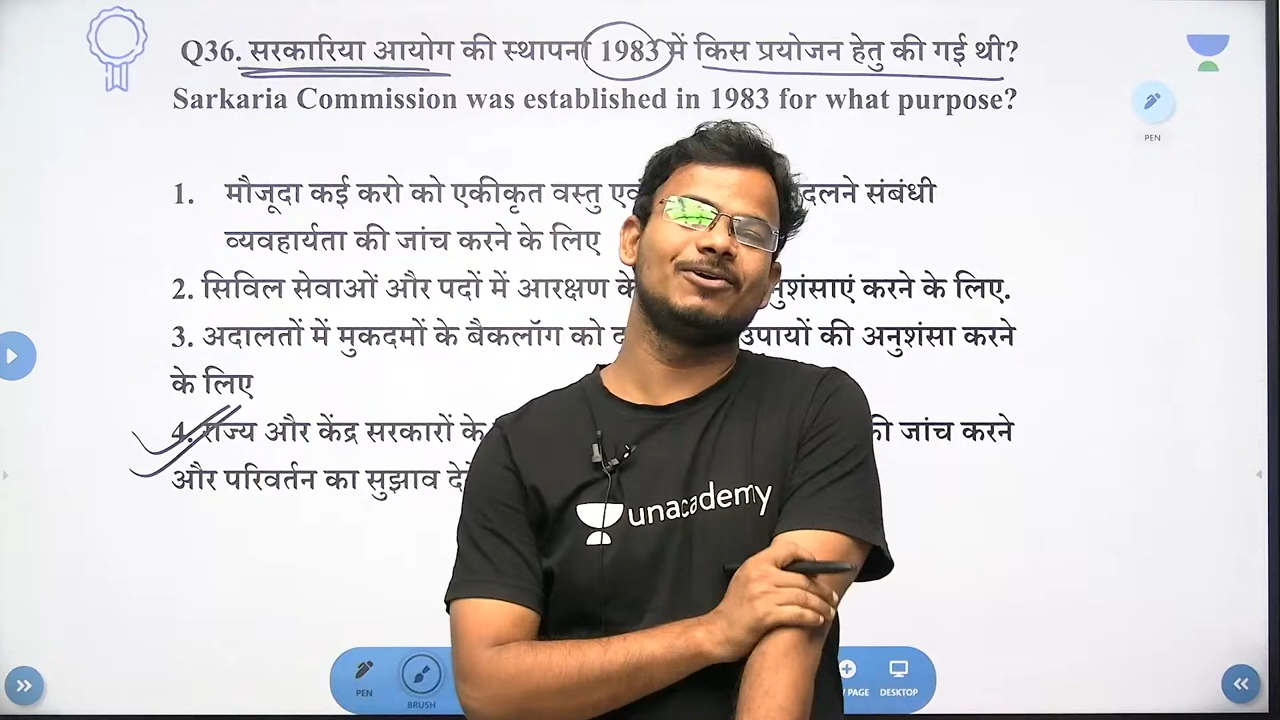 Q36. सरकारिया आयोग की स्थापना 1983 में किस प्रयोजन हेतु की गई थी?
Sarkaria Commission was established in 1983 for what purpose?
PEN
1. मौजूदा कई करो को एकीकृत वस्तु संबंधी
व्यवहार्यता की जांच करने के लिए
2. सिविल सेवाओं और पदों में आरक्षण के करने के लिए.
3. अदालतों में मुकदमों के बैकलॉग को उपायों की अनुशंसा करने
के लिए
4. राज्य और केंद्र सरकारों के की जांच करने
और परिवर्तन का सुझाव
unacademy
PEN
BRUSH
PAGE
DESKTOP